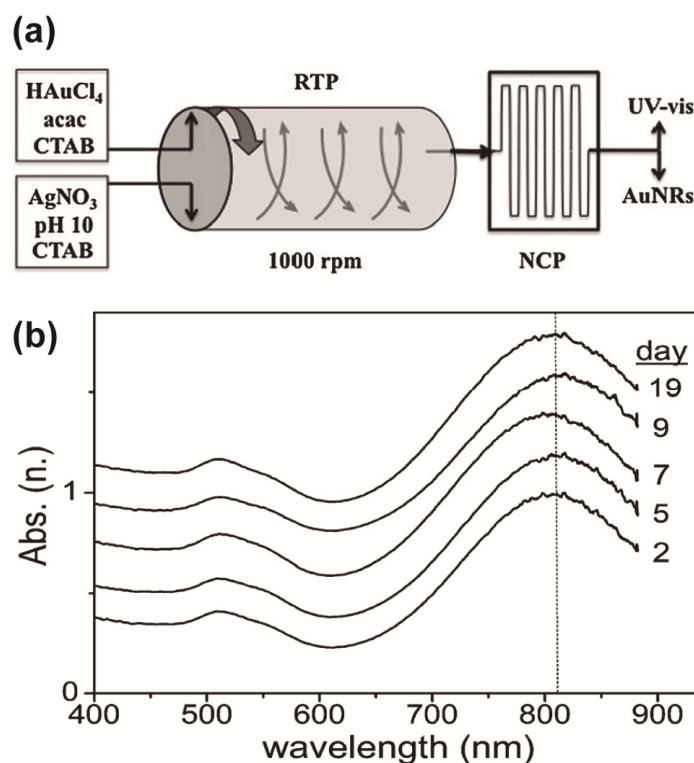 (a)
HAuCl₄
acac
CTAB
AgNO₃
pH 10
CTAB
RTP
1000 rpm
NCP
UV-vis
AuNRs
(b)
Abs. (n.)
1
0
day
19
9
7
5
2
400 500 600 700 800 900
wavelength (nm)